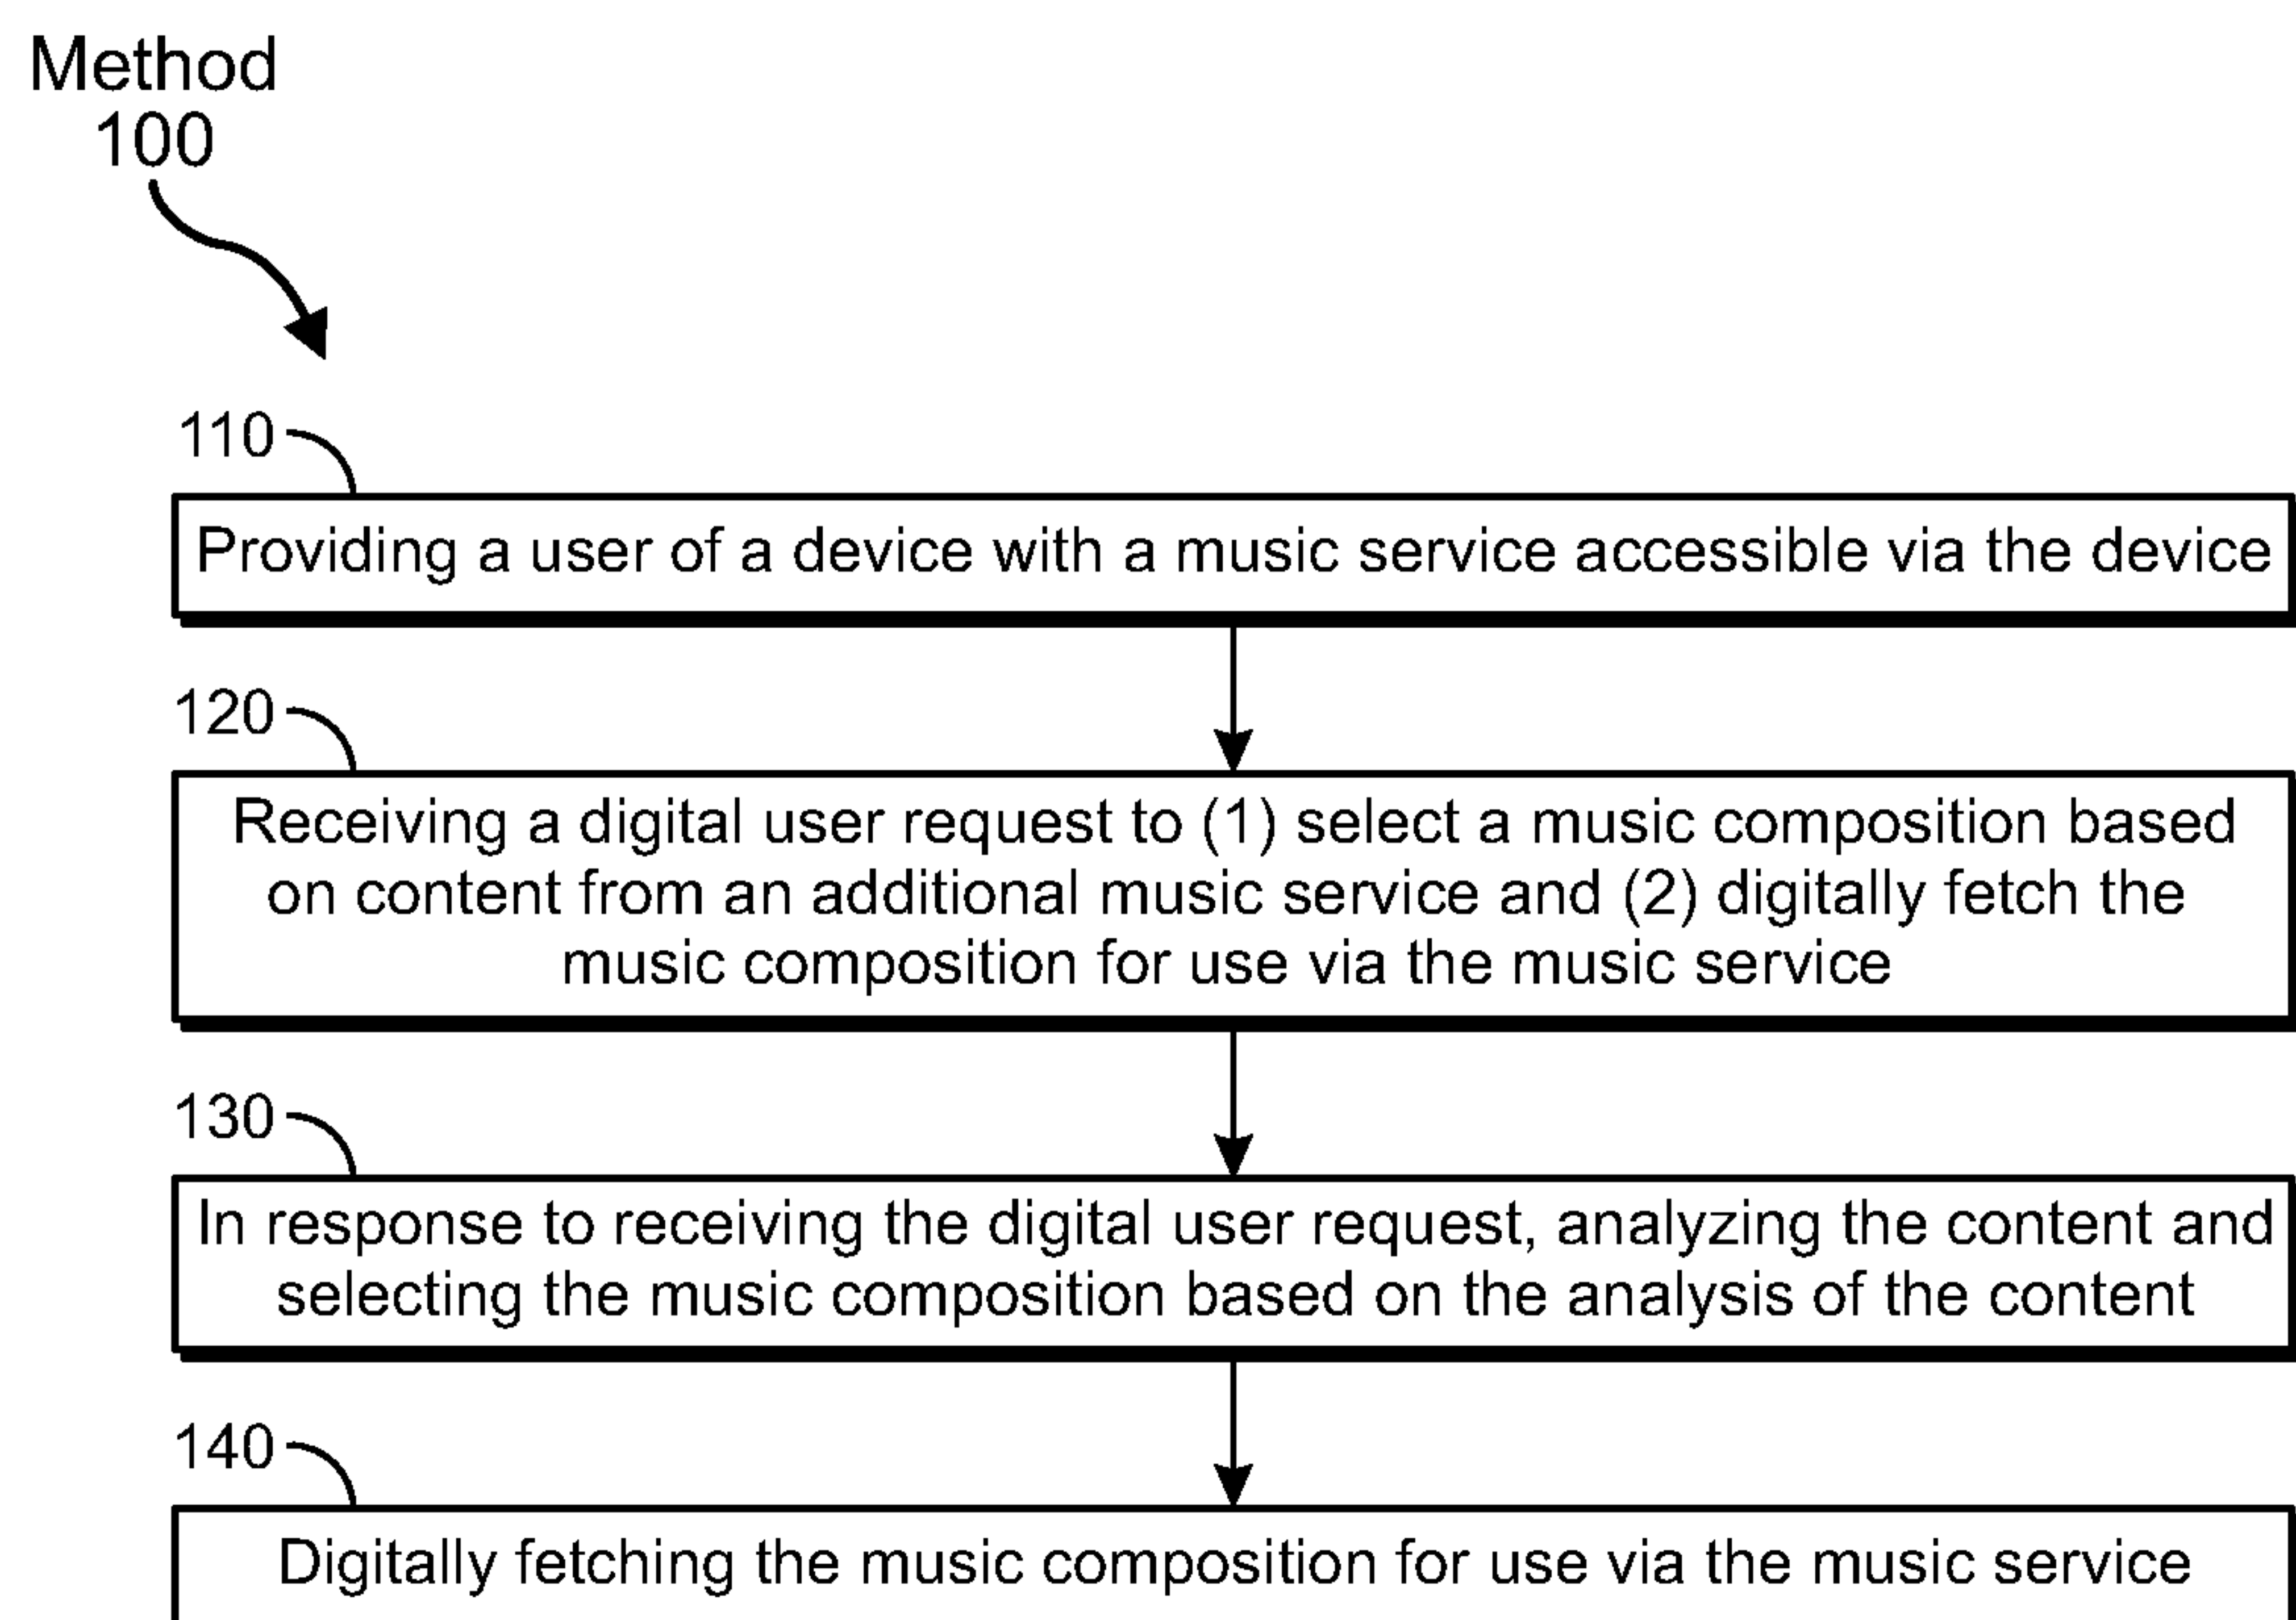 Method
100
110
Providing a user of a device with a music service accessible via the device
120
Receiving a digital user request to (1) select a music composition based
on content from an additional music service and (2) digitally fetch the
music composition for use via the music service
130
In response to receiving the digital user request, analyzing the content and
selecting the music composition based on the analysis of the content
140
Digitally fetching the music composition for use via the music service